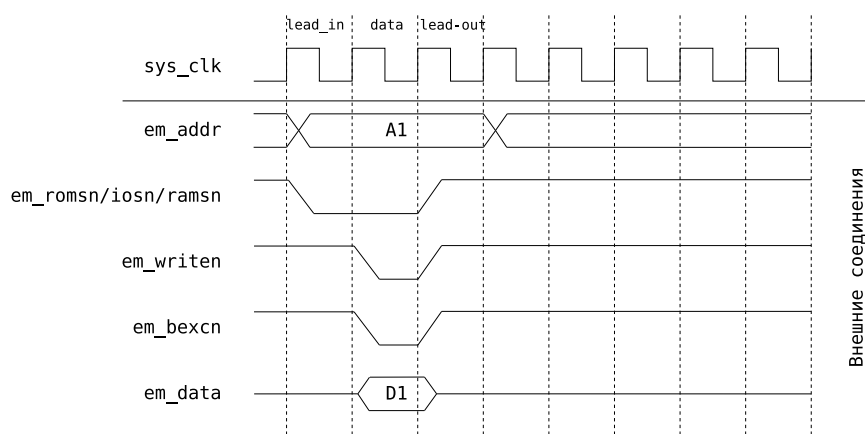 lead_in data lead-out
sys_clk
em_addr A1
em_romsn/iosn/ramsn
em_writen
em_bexcn
em_data D1
Внешние соединения